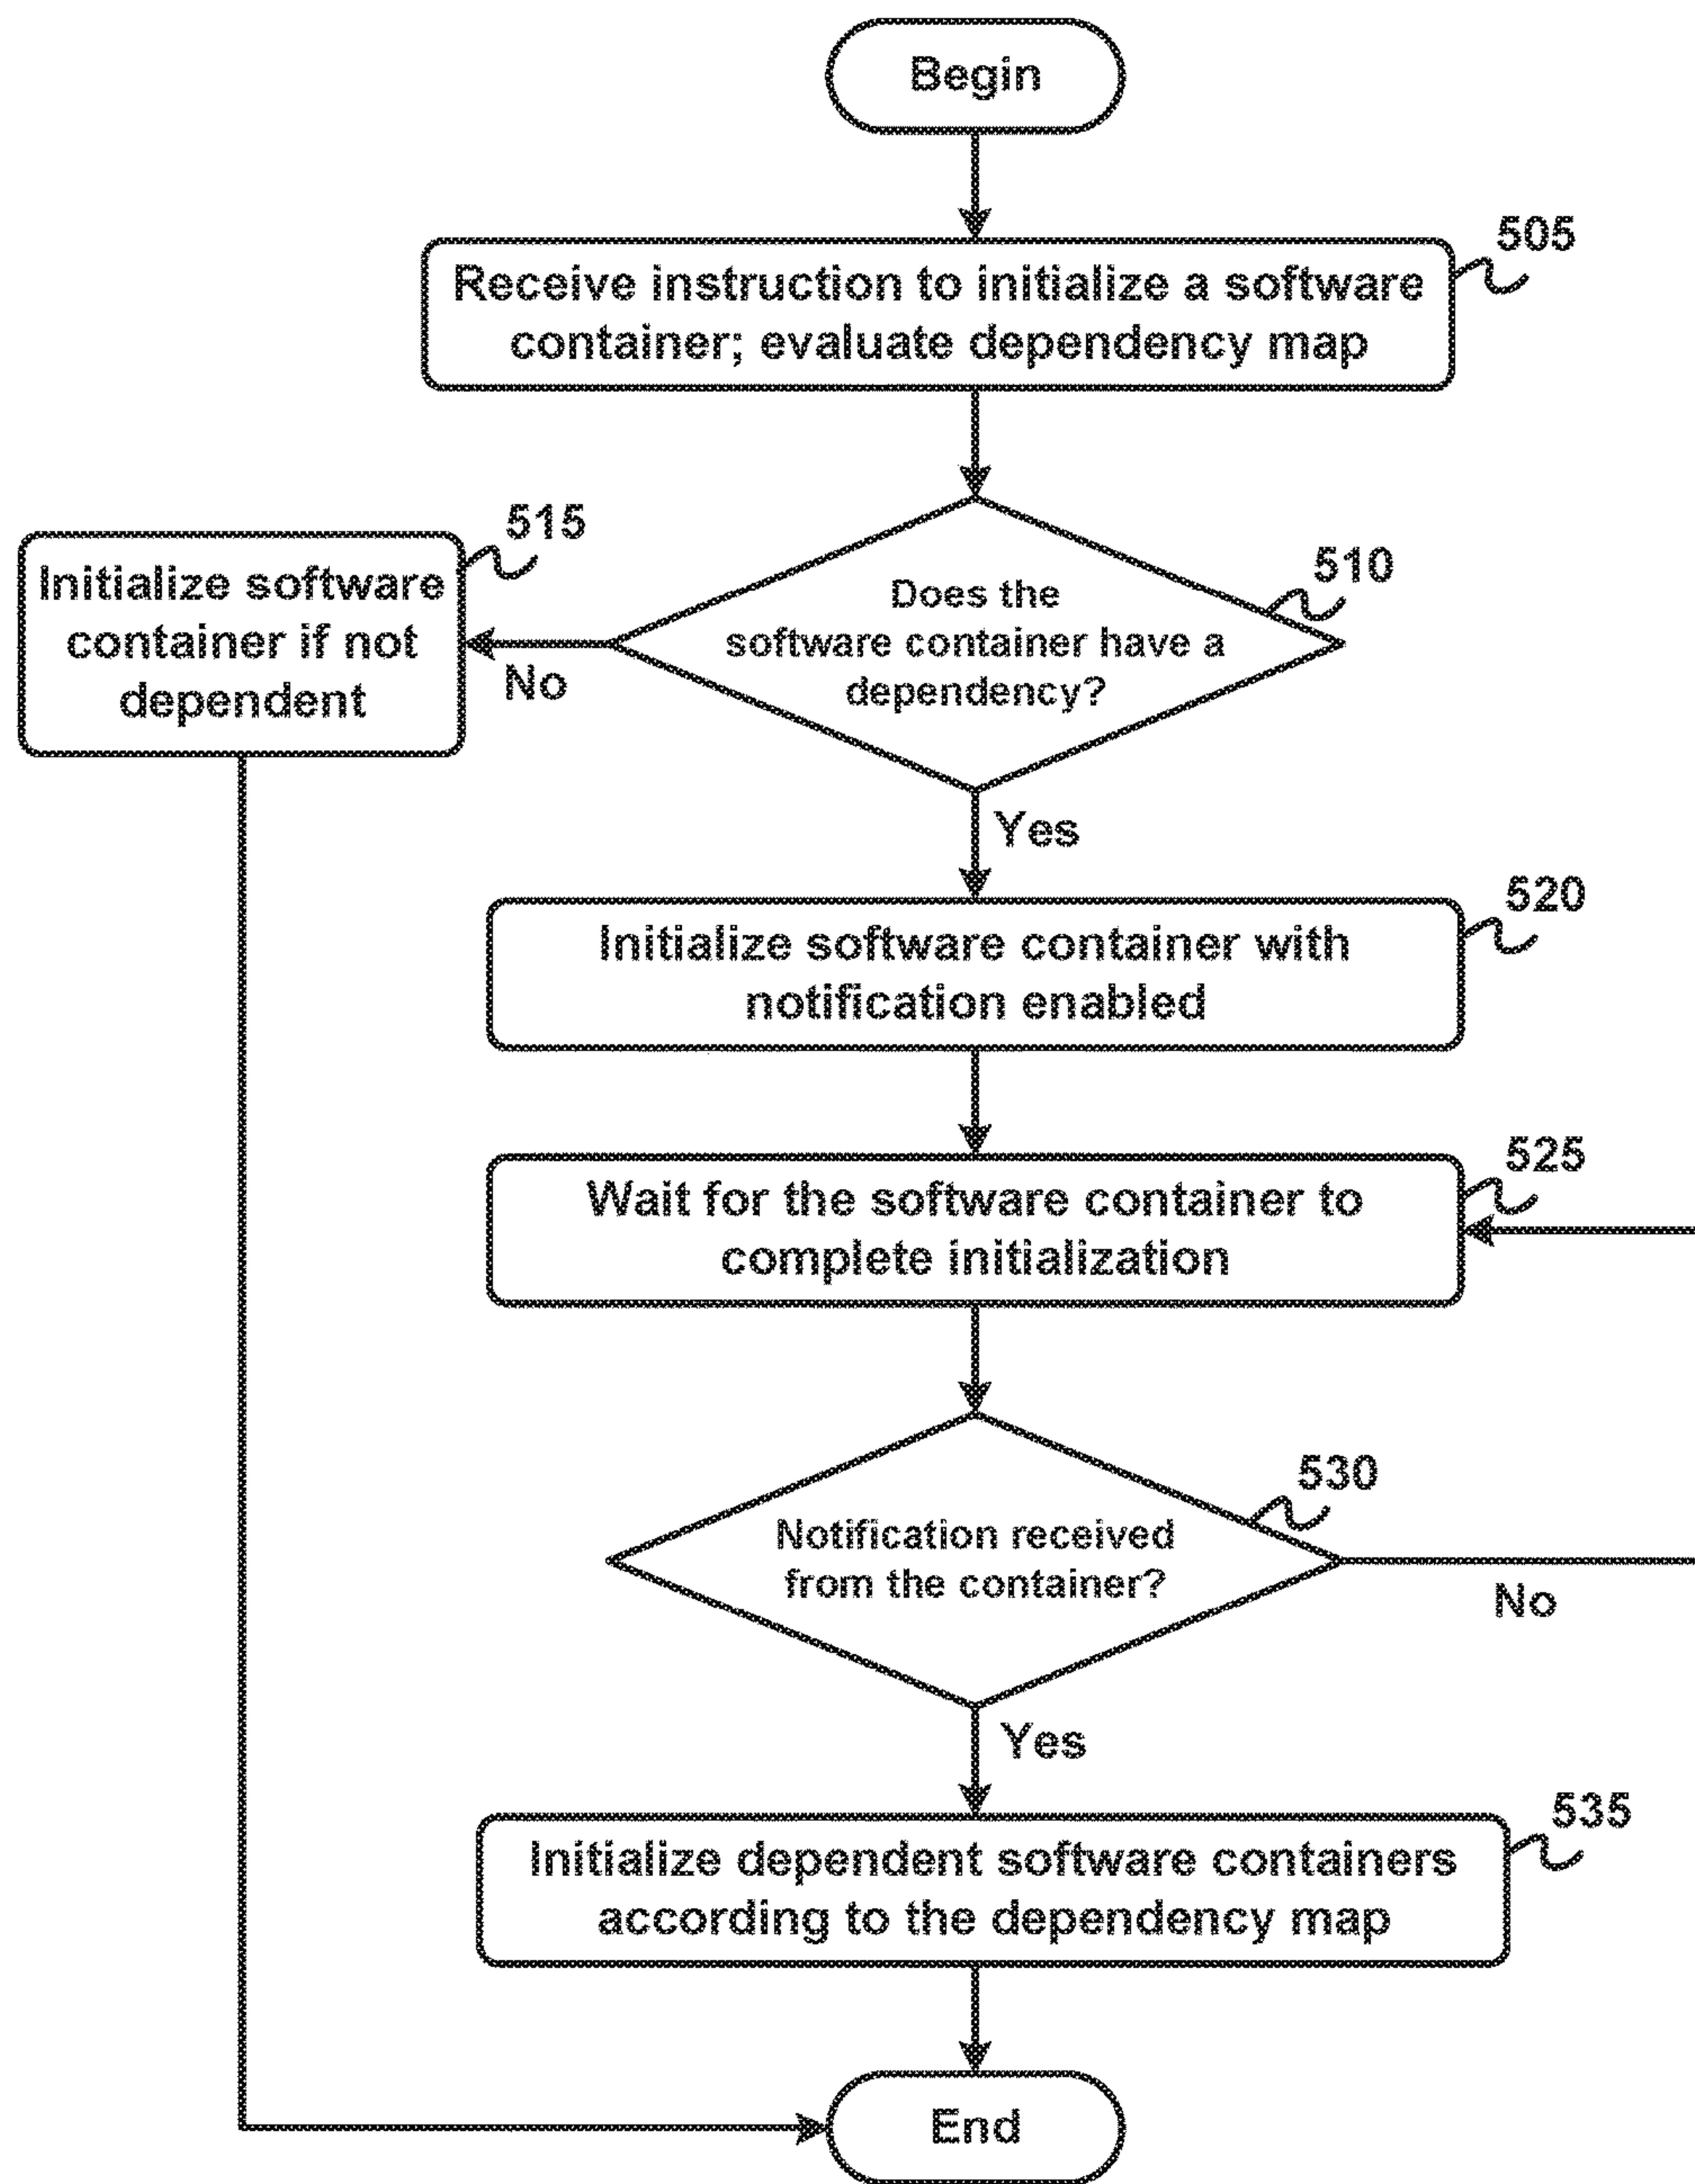 Begin
505
Receive instruction to initialize a software
container; evaluate dependency map
515
Initialize software
container if not
dependent
510
Does the
software container have a
dependency?
No
Yes
520
Initialize software container with
notification enabled
525
Wait for the software container to
complete initialization
530
Notification received
from the container?
No
Yes
535
Initialize dependent software containers
according to the dependency map
End